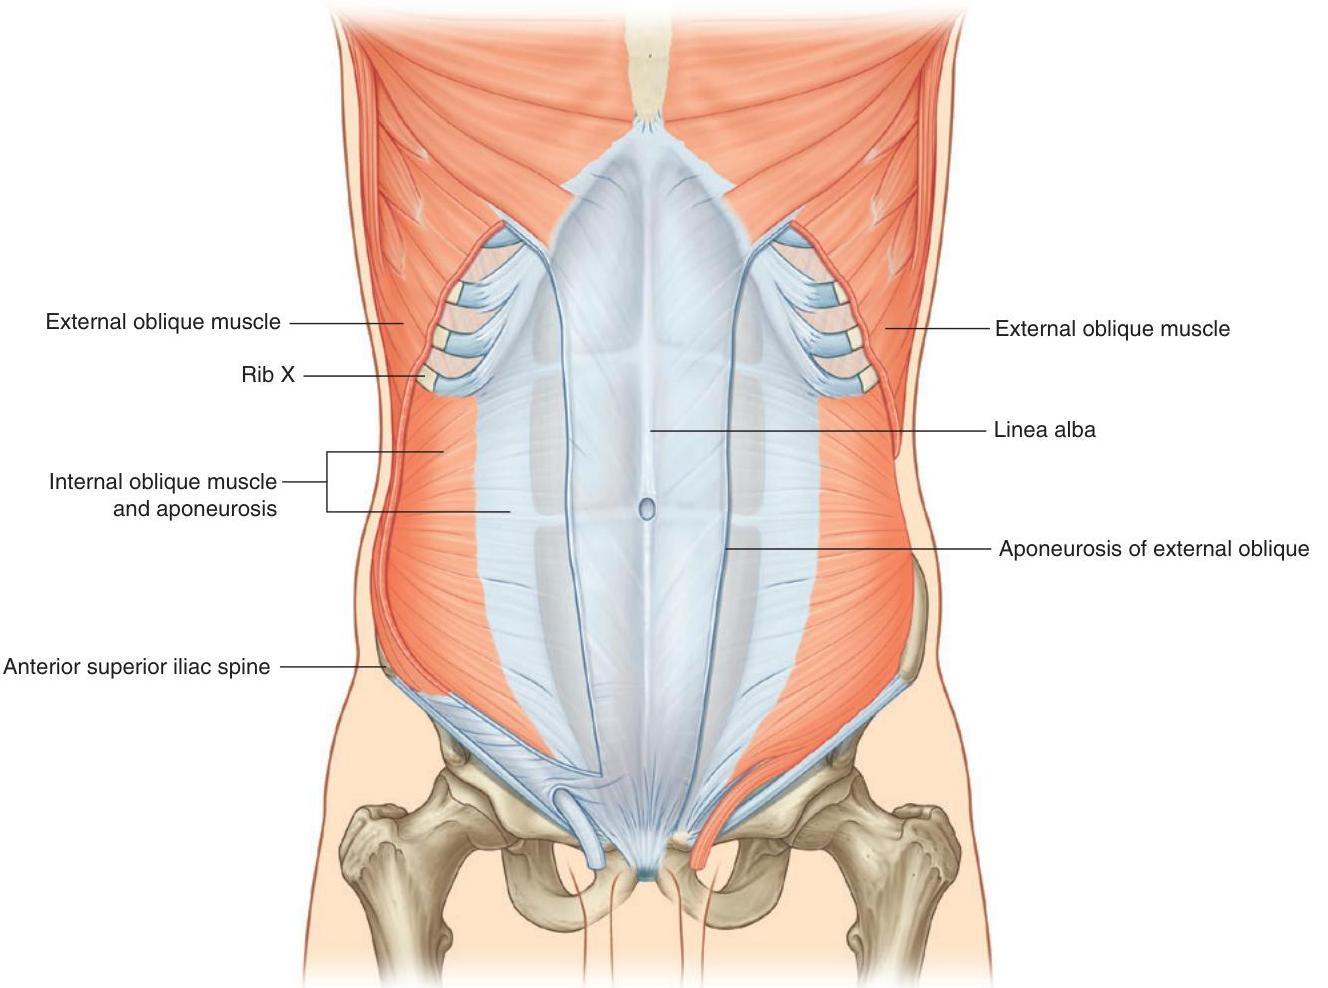 External oblique muscle
Rib X
Internal oblique muscle
and aponeurosis
Anterior superior iliac spine
External oblique muscle
Linea alba
Aponeurosis of external oblique